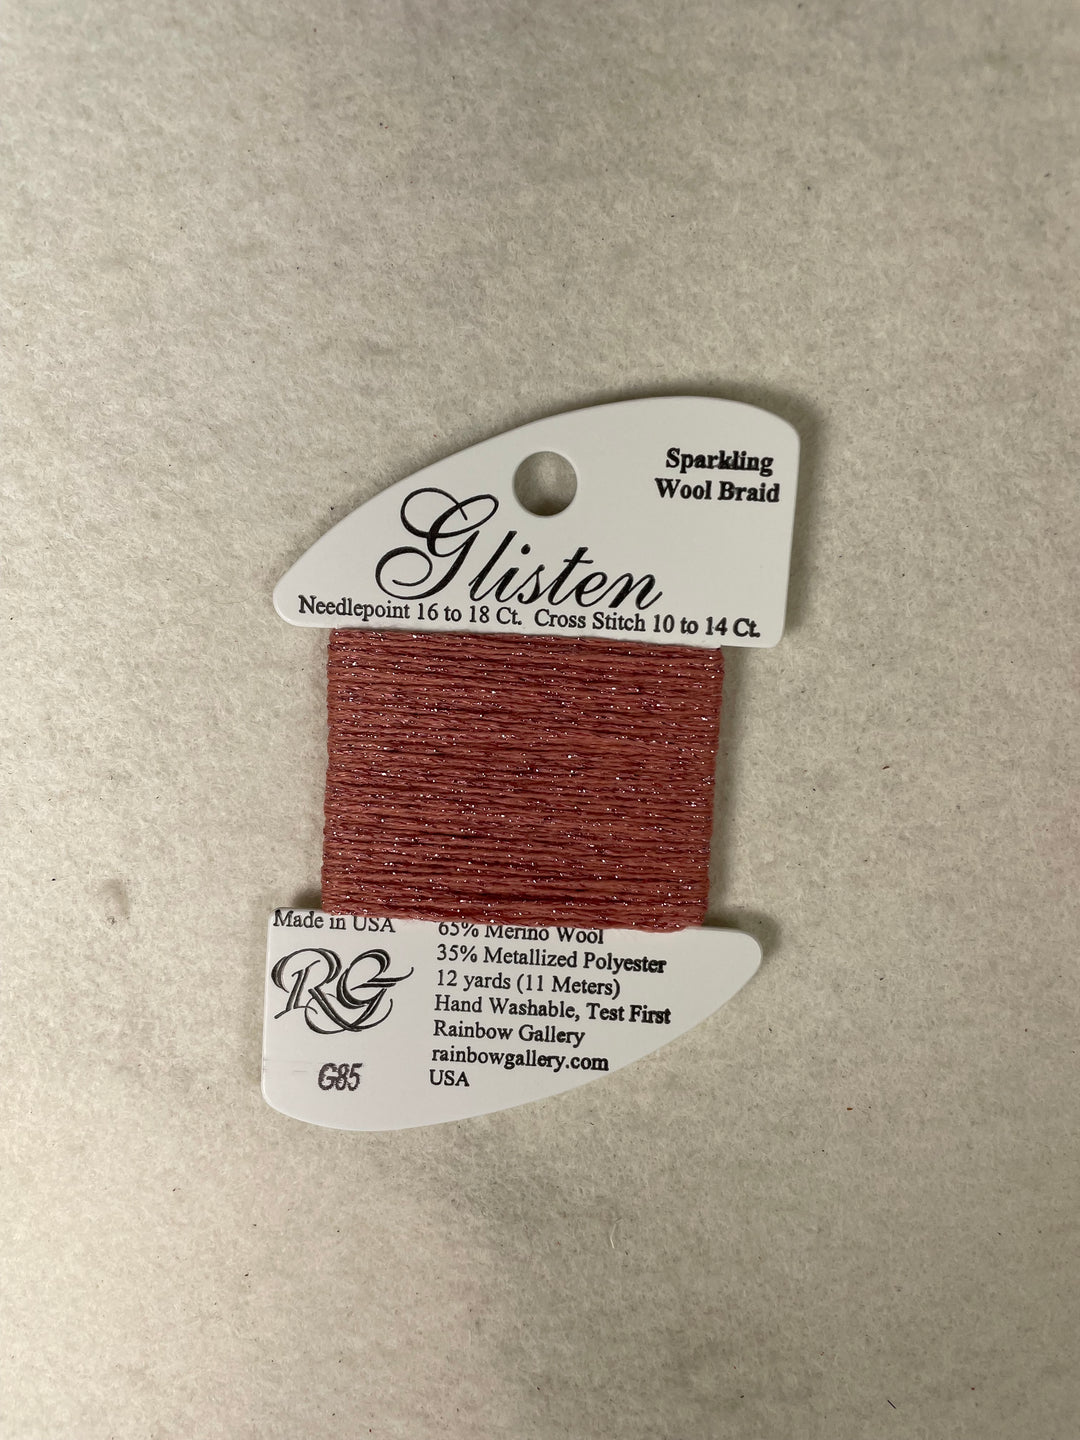 Sparkling
Wool Braid
Glisten
Needlepoint 16 to 18 Ct. Cross Stitch 10 to 14 Ct.
Made in USA
RG
G85
65% Merino Wool
35% Metallized Polyester
12 yards (11 Meters)
Hand Washable, Test First
Rainbow Gallery
rainbowgallery.com
USA